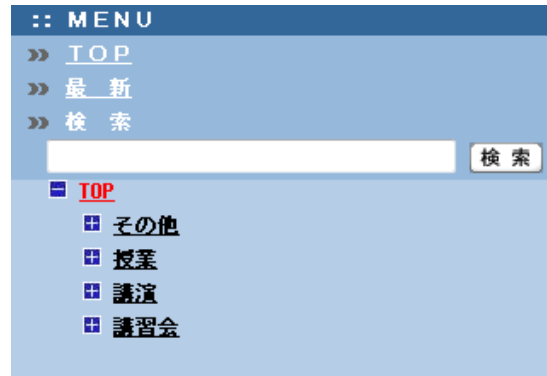 :: MENU
» TOP
» 最 新
» 検 索
検 索
TOP
その他
授業
講演
講習会